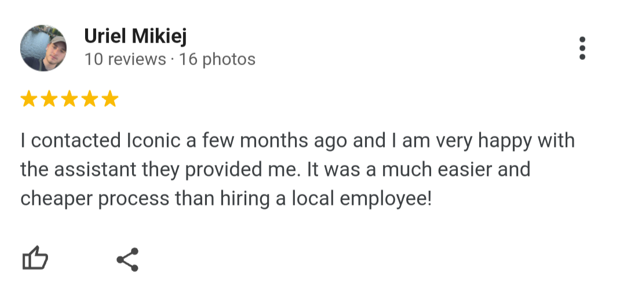 Uriel Mikiej
10 reviews · 16 photos
I contacted Iconic a few months ago and I am very happy with
the assistant they provided me. It was a much easier and
cheaper process than hiring a local employee!